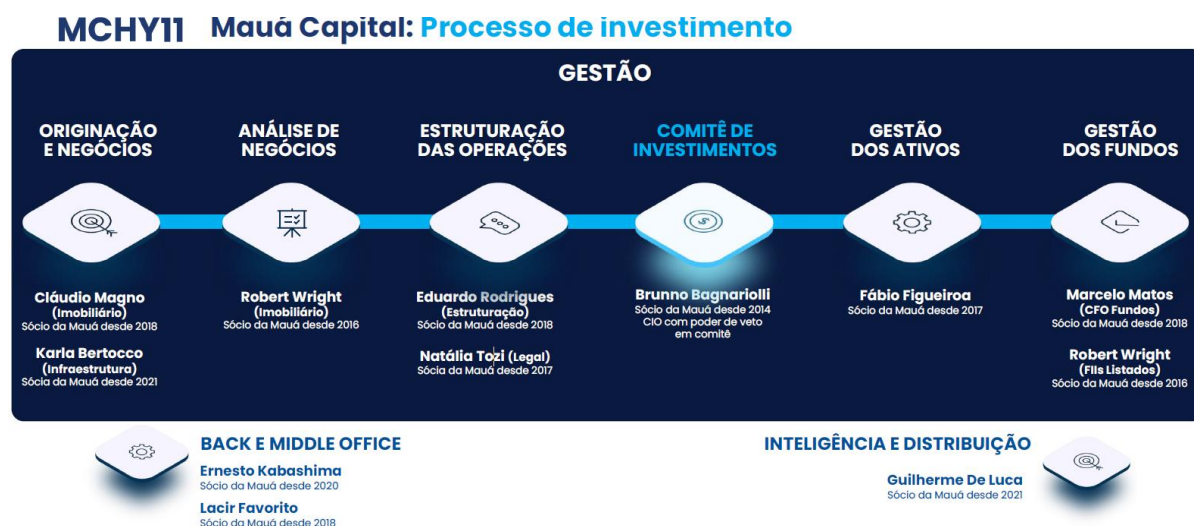 MCHY11 Mauá Capital: Processo de investimento
GESTÃO
ORIGINAÇÃO
E NEGÓCIOS
Cláudio Magno
(Imobiliário)
Sócio da Mauá desde 2018
Karla Bertocco
(Infraestrutura)
Sócia da Mauá desde 2021
ANÁLISE DE
NEGÓCIOS
Robert Wright
(Imobiliário)
Sócio da Mauá desde 2016
ESTRUTURAÇÃO
DAS OPERAÇÕES
Eduardo Rodrigues
(Estruturação)
Sócio da Mauá desde 2018
Natália Tozi (Legal)
Sócia da Mauá desde 2017
COMITÊ DE
INVESTIMENTOS
Brunno Bagnariolli
Sócio da Mauá desde 2014
CIO com poder de veto
em comitê
GESTÃO
DOS ATIVOS
Fábio Figueiroa
Sócio da Mauá desde 2017
GESTÃO
DOS FUNDOS
Marcelo Matos
(CFO Fundos)
Sócio da Mauá desde 2018
Robert Wright
(FIIs Listados)
Sócio da Mauá desde 2016
BACK E MIDDLE OFFICE
Ernesto Kabashima
Sócio da Mauá desde 2020
Lacir Favorito
Sócio da Mauá desde 2018
INTELIGÊNCIA E DISTRIBUIÇÃO
Guilherme De Luca
Sócio da Mauá desde 2021